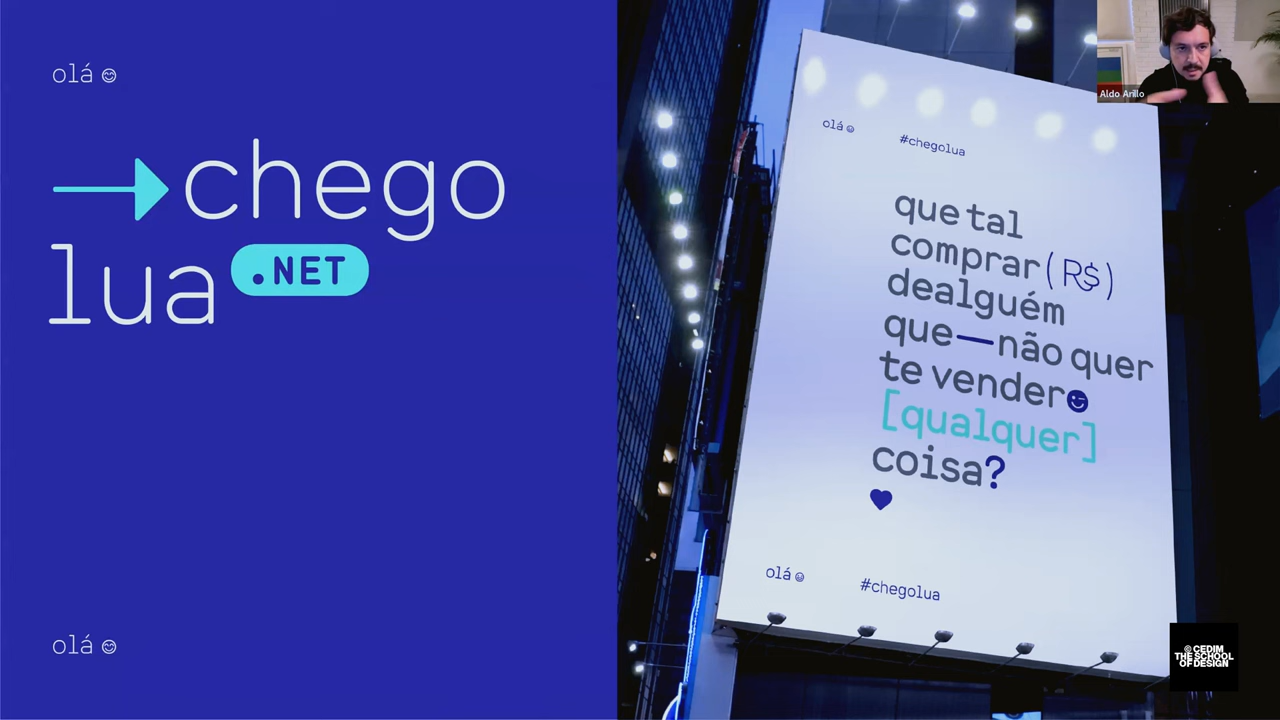 olá
→chego
lua .NET
olá
olá
#chegolua
que tal
comprar (R$)
dealguém
que—não quer
te vender
[qualquer]
coisa?
olá
#chegolua
Aldo Arillo
@CEDIM
THE SCHOOL
OF DESIGN